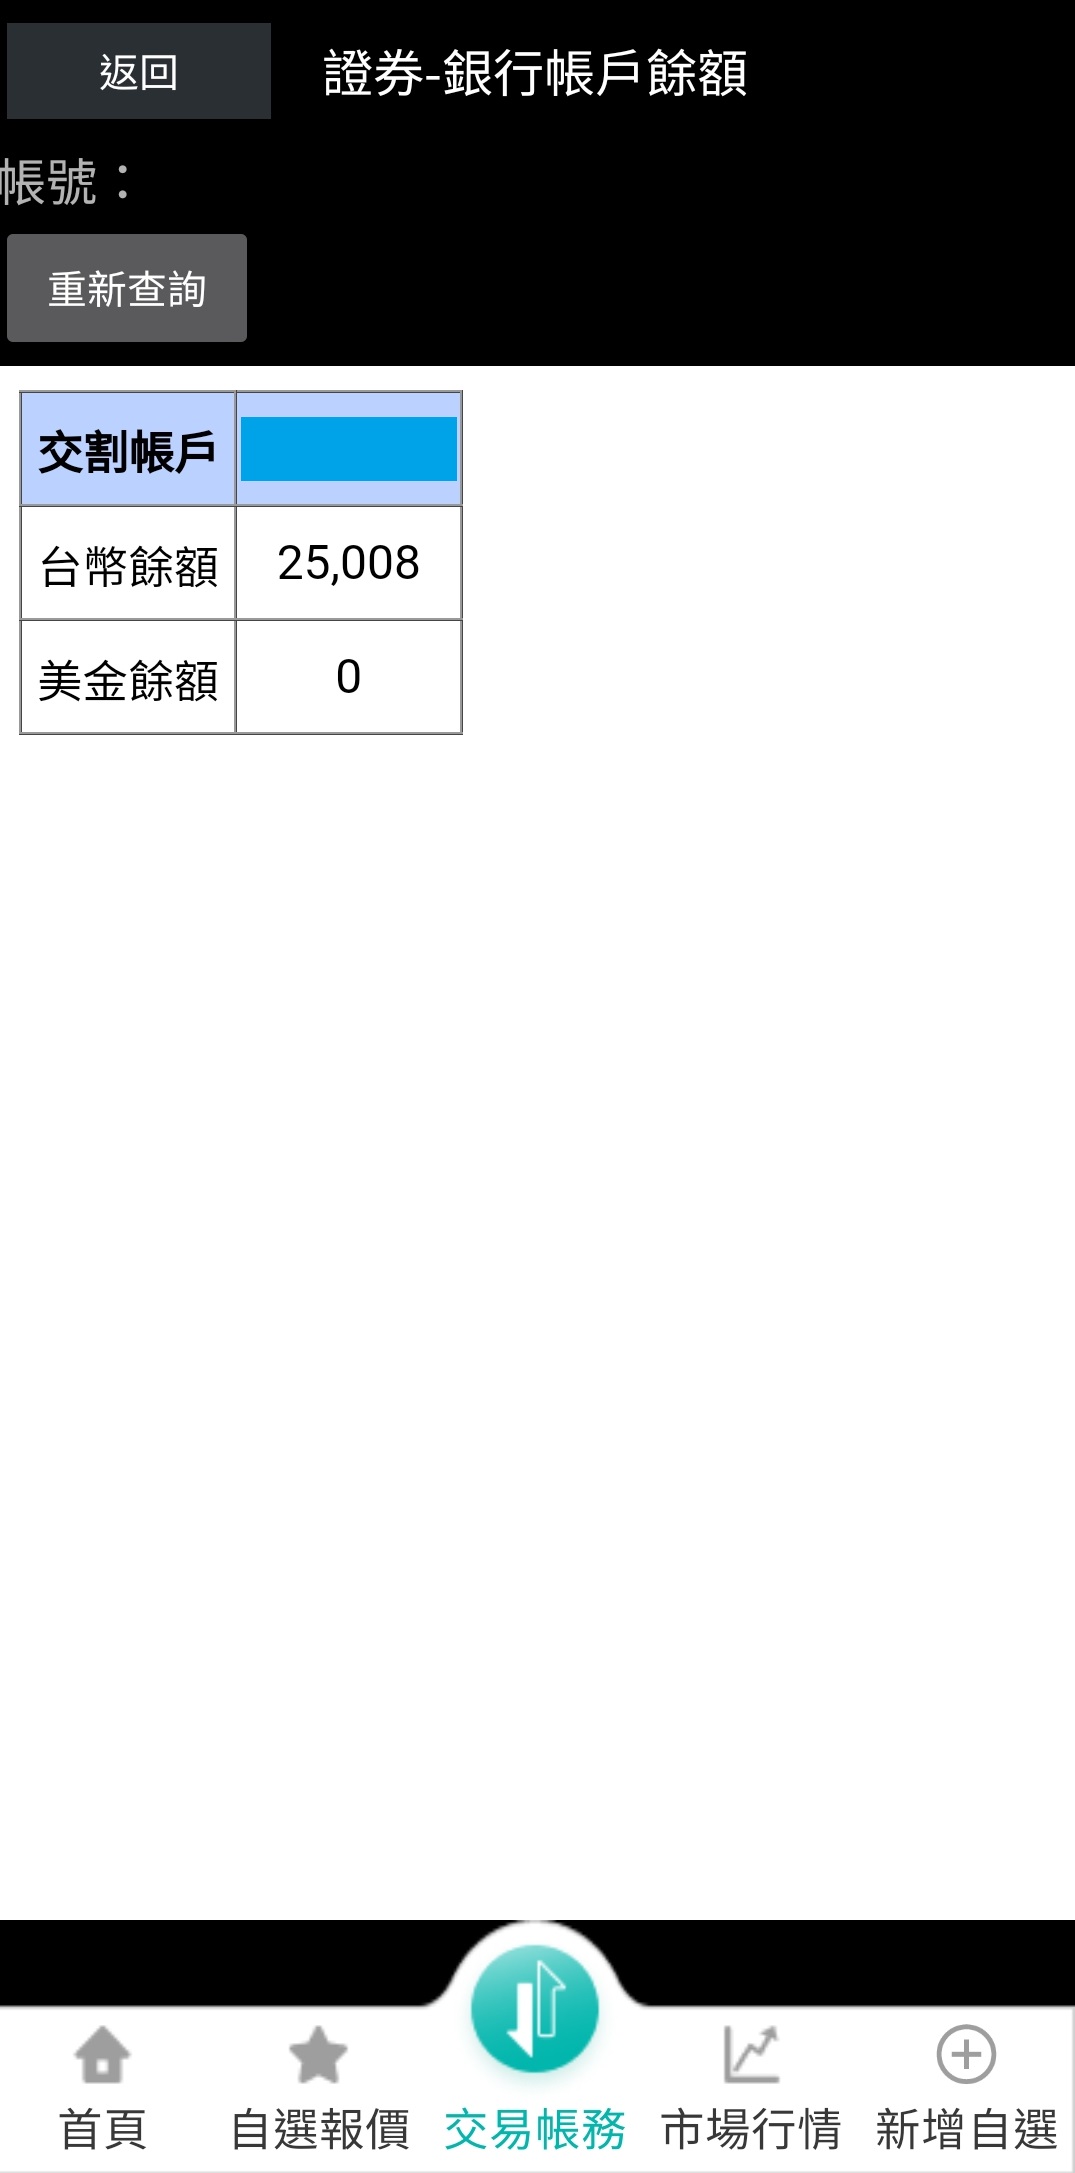 返回
證券-銀行帳戶餘額
帳號：
重新查詢
交割帳戶
台幣餘額 25,008
美金餘額 0
首頁 自選報價 交易帳務 市場行情 新增自選